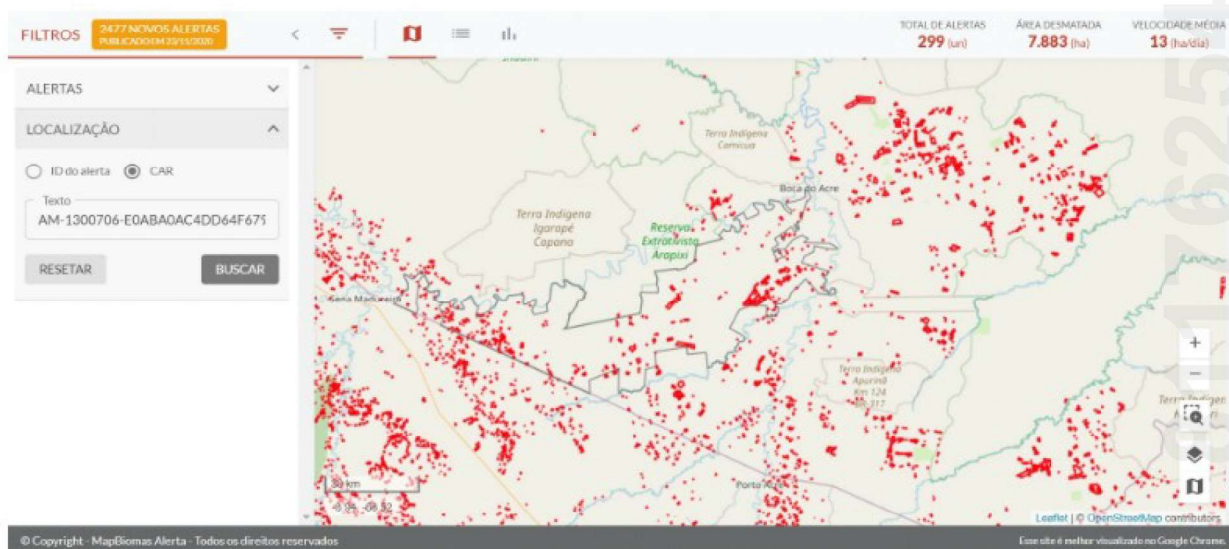 FILTROS
2477 NOVOS ALERTAS
PUBLICADO EM 23/11/2020
TOTAL DE ALERTAS
299 (un)
ÁREA DESMATADA
7.883 (ha)
VELOCIDADE MÉDIA
13 (ha/dia)
ALERTAS
LOCALIZAÇÃO
ID do alerta
CAR
Texto
AM-1300706-E0ABA0AC4DD64F679
RESETAR
BUSCAR
Terra Indígena
Camicua
Boca do Acre
Terra Indígena
Igarapé
Capana
Reserva
Extrativista
Arapixi
Sena Madureira
Terra Indígena
Apurinã
Km 124
BR-317
Porto Acre
+
−
Leaflet | © OpenStreetMap contributors
© Copyright - MapBiomas Alerta - Todos os direitos reservados
Esse site é melhor visualizado no Google Chrome.